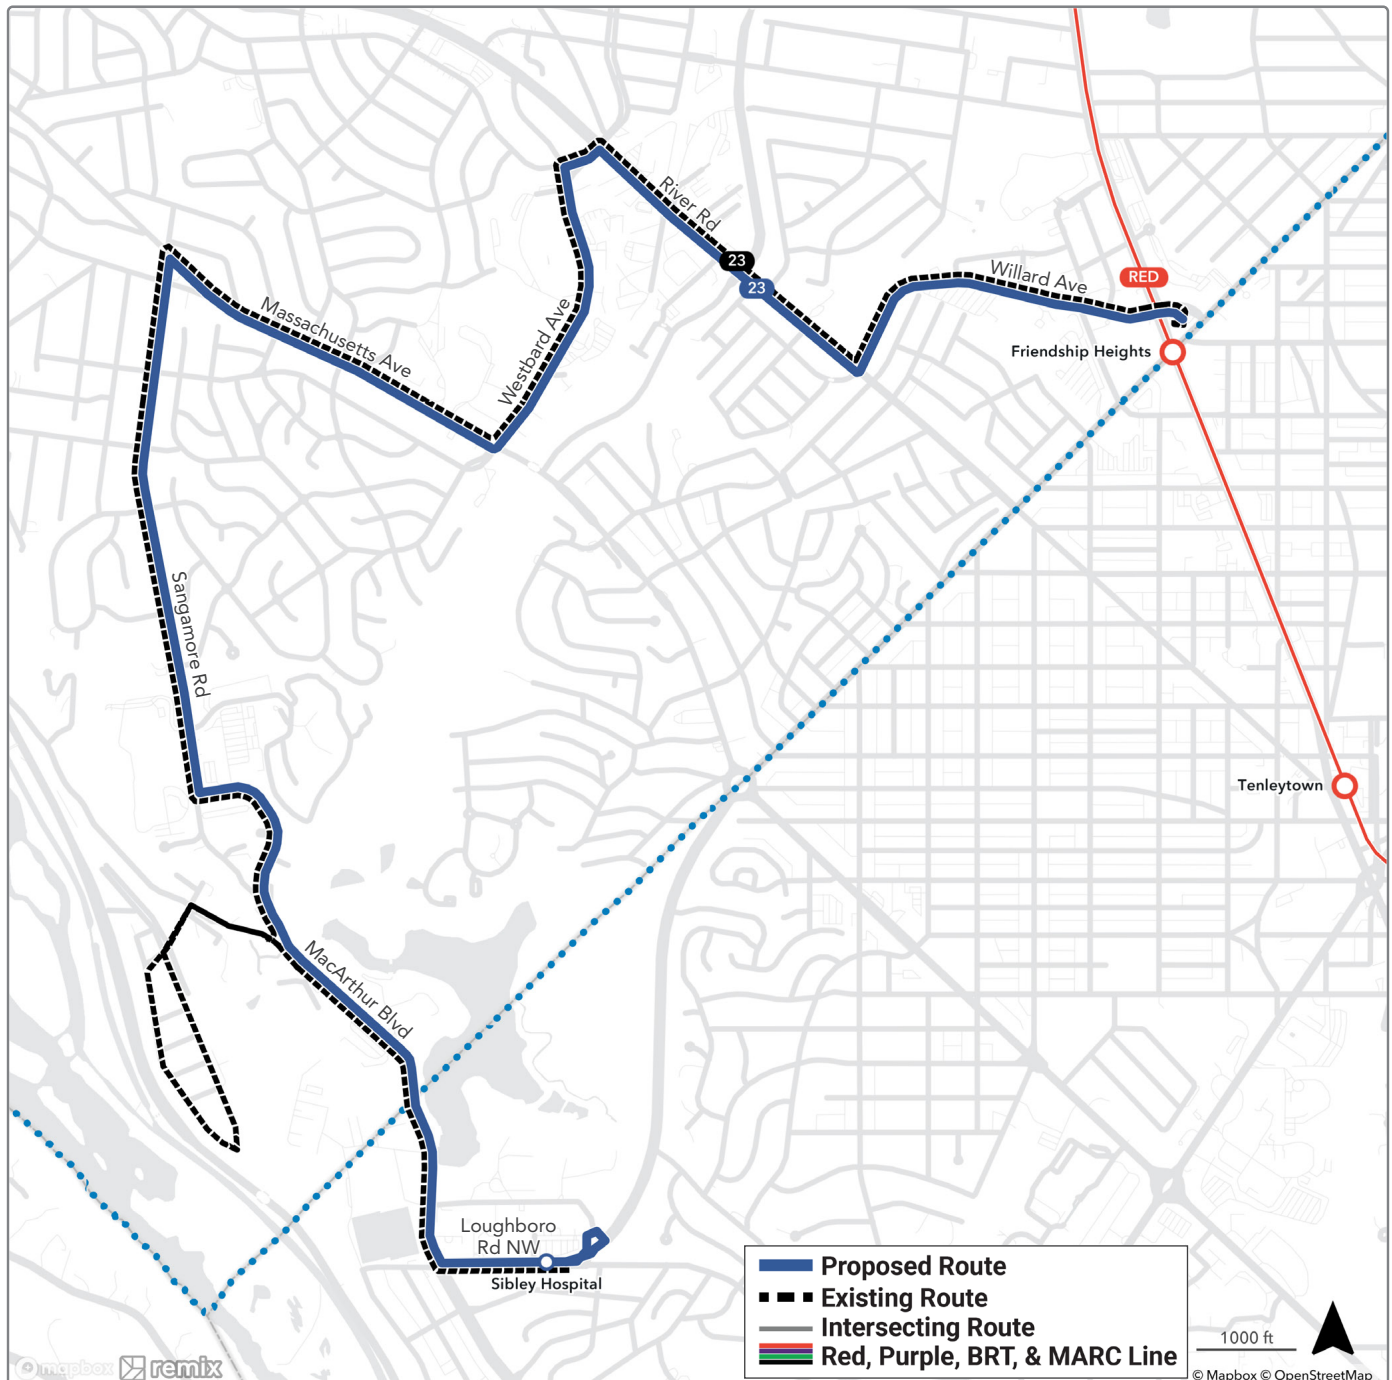 River Rd
23
23
Willard Ave
RED
Friendship Heights
Massachusetts Ave
Westbard Ave
Sangamore Rd
Tenleytown
MacArthur Blvd
Loughboro
Rd NW
Sibley Hospital
Proposed Route
Existing Route
Intersecting Route
Red, Purple, BRT, & MARC Line
1000 ft
mapbox
remix
© Mapbox © OpenStreetMap